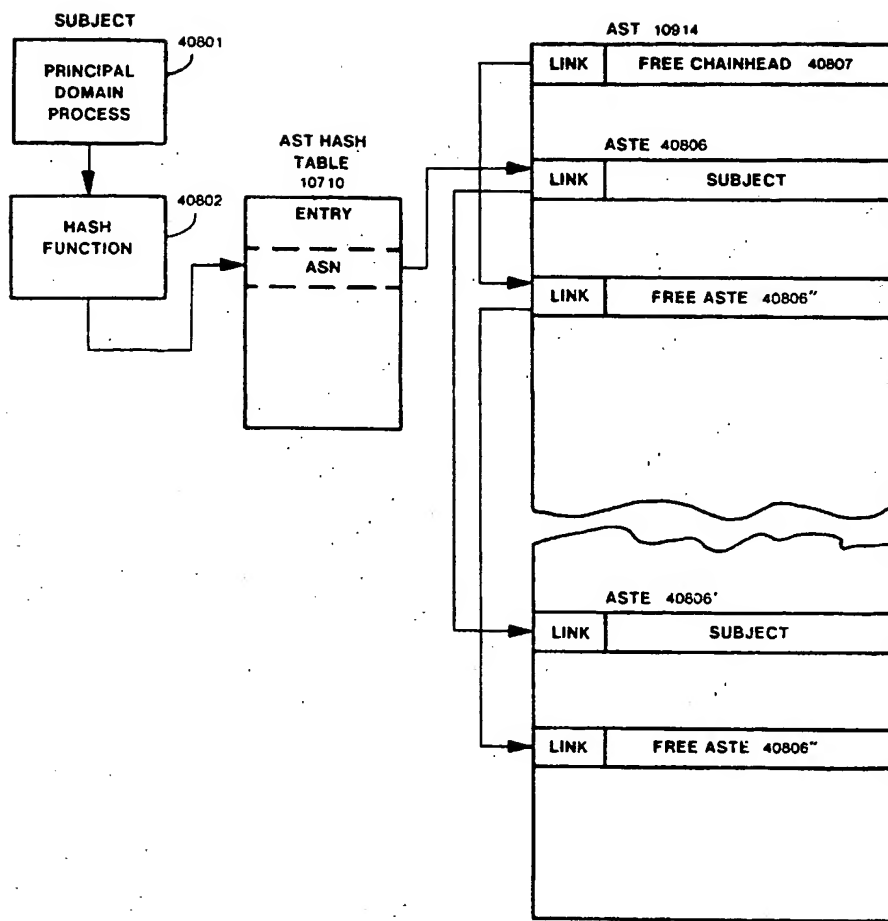 SUBJECT
40801
PRINCIPAL
DOMAIN
PROCESS
40802
HASH
FUNCTION
AST HASH
TABLE
10710
ENTRY
ASN
AST 10914
LINK FREE CHAINHEAD 40807
ASTE 40806
LINK SUBJECT
LINK FREE ASTE 40806"
ASTE 40806'
LINK SUBJECT
LINK FREE ASTE 40806"